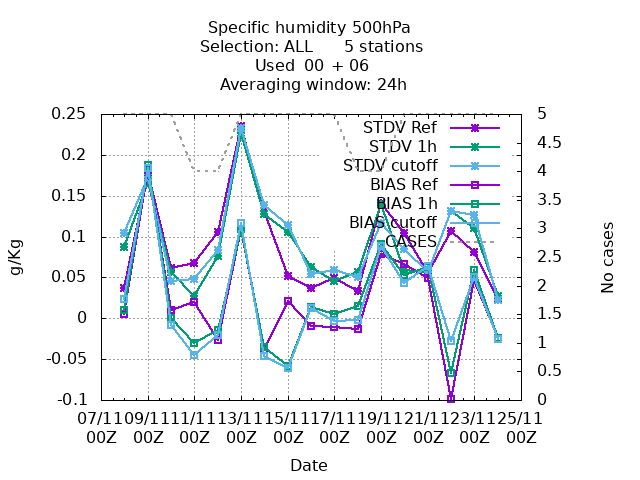 Specific humidity 500hPa
Selection: ALL 5 stations
Used 00 + 06
Averaging window: 24h
g/Kg
0.25
0.2
0.15
0.1
0.05
0
-0.05
-0.1
STDV Ref
STDV 1h
STDV cutoff
BIAS Ref
BIAS 1h
BIAS cutoff
CASES
5
4.5
4
3.5
3
2.5
2
1.5
1
0.5
0
No cases
07/11 09/11 11/11 13/11 15/11 17/11 19/11 21/11 23/11 25/11
00Z 00Z 00Z 00Z 00Z 00Z 00Z 00Z 00Z 00Z
Date